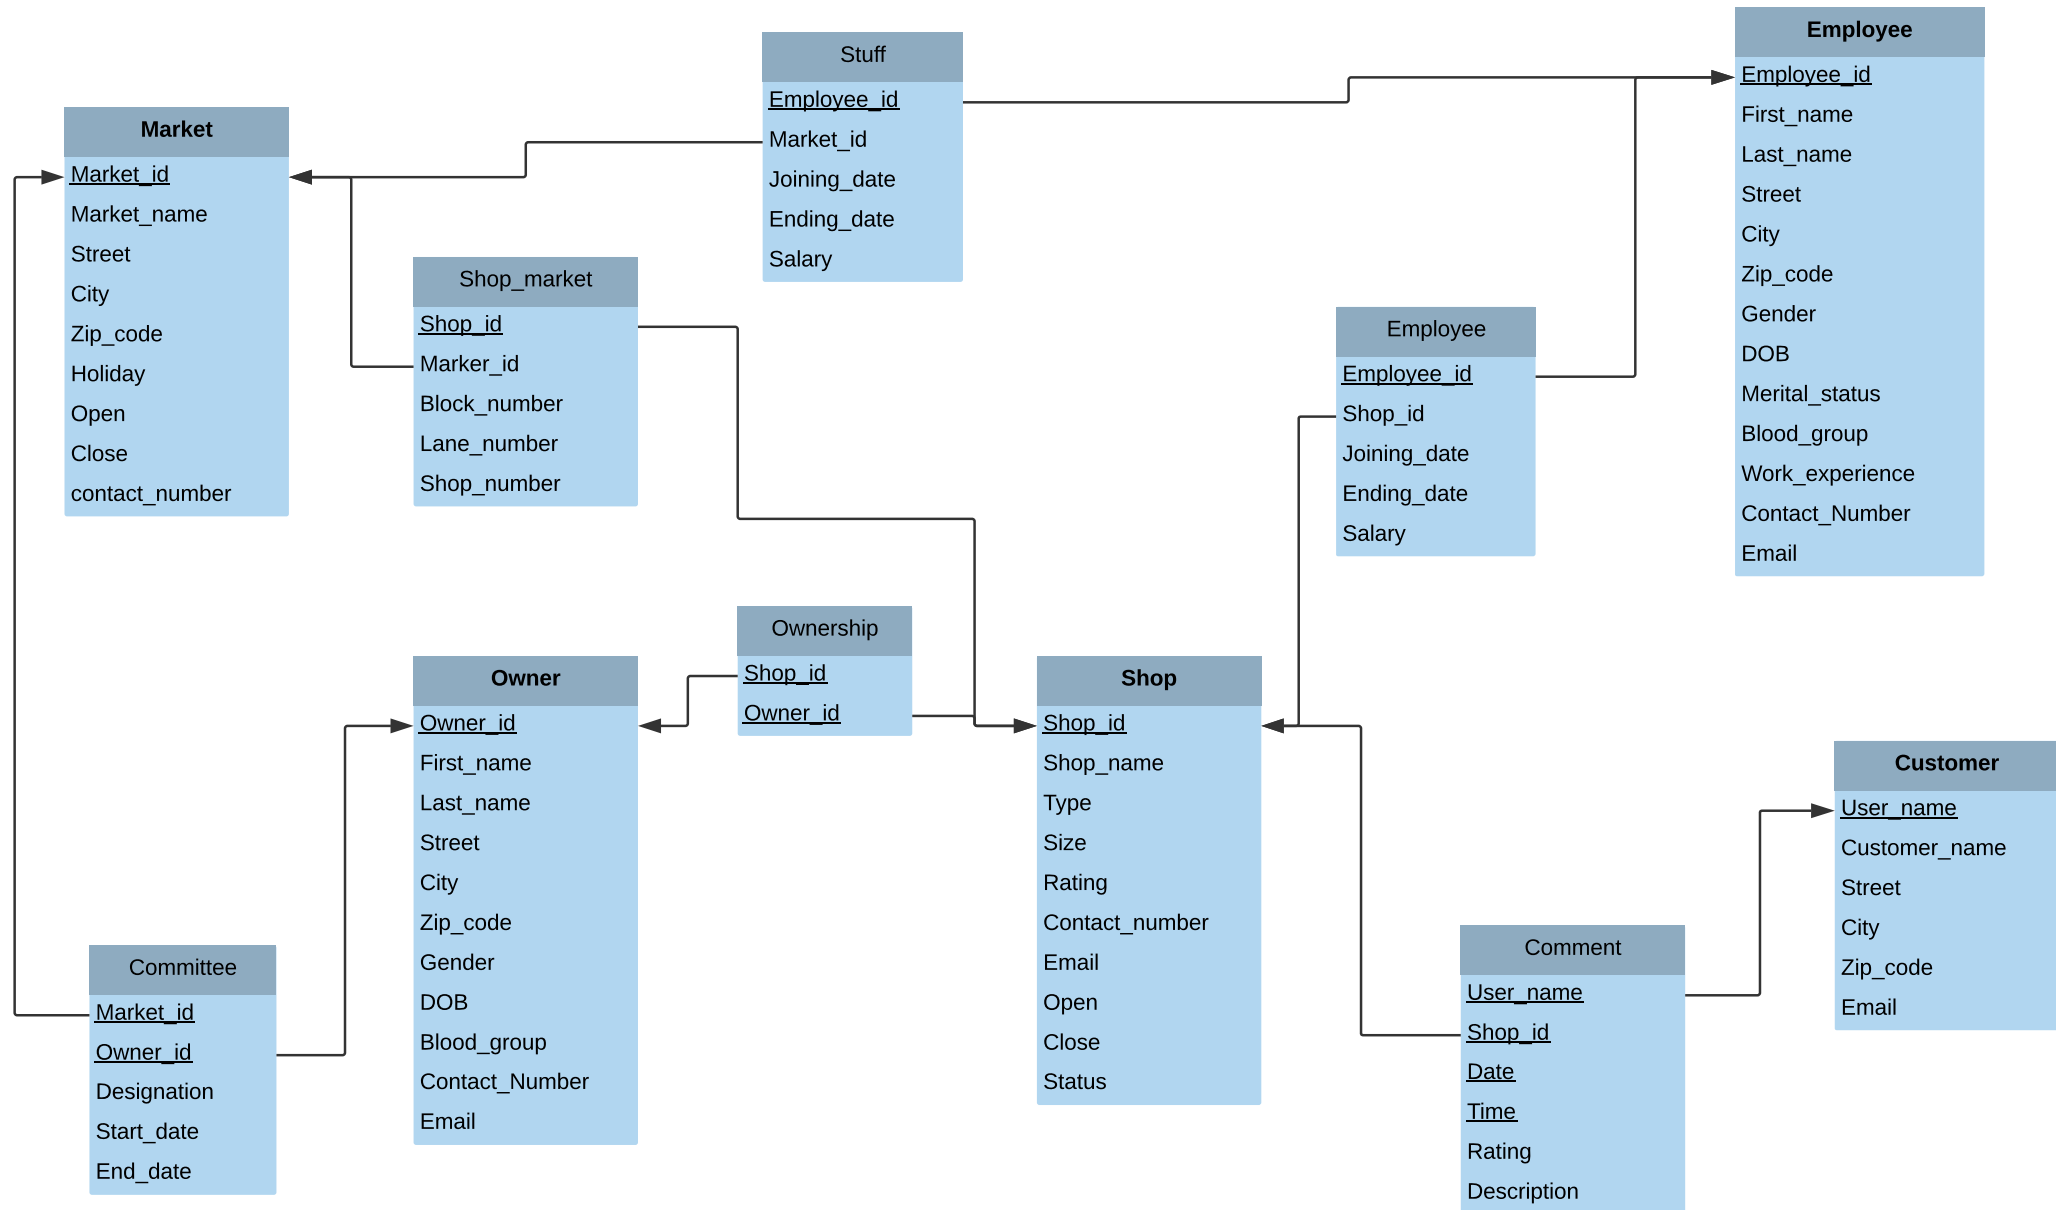 Stuff
Employee_id
Market_id
Joining_date
Ending_date
Salary
Employee
Employee_id
First_name
Last_name
Street
City
Zip_code
Gender
DOB
Merital_status
Blood_group
Work_experience
Contact_Number
Email
Market
Market_id
Market_name
Street
City
Zip_code
Holiday
Open
Close
contact_number
Shop_market
Shop_id
Marker_id
Block_number
Lane_number
Shop_number
Employee
Employee_id
Shop_id
Joining_date
Ending_date
Salary
Ownership
Shop_id
Owner_id
Owner
Owner_id
First_name
Last_name
Street
City
Zip_code
Gender
DOB
Blood_group
Contact_Number
Email
Shop
Shop_id
Shop_name
Type
Size
Rating
Contact_number
Email
Open
Close
Status
Customer
User_name
Customer_name
Street
City
Zip_code
Email
Committee
Market_id
Owner_id
Designation
Start_date
End_date
Comment
User_name
Shop_id
Date
Time
Rating
Description